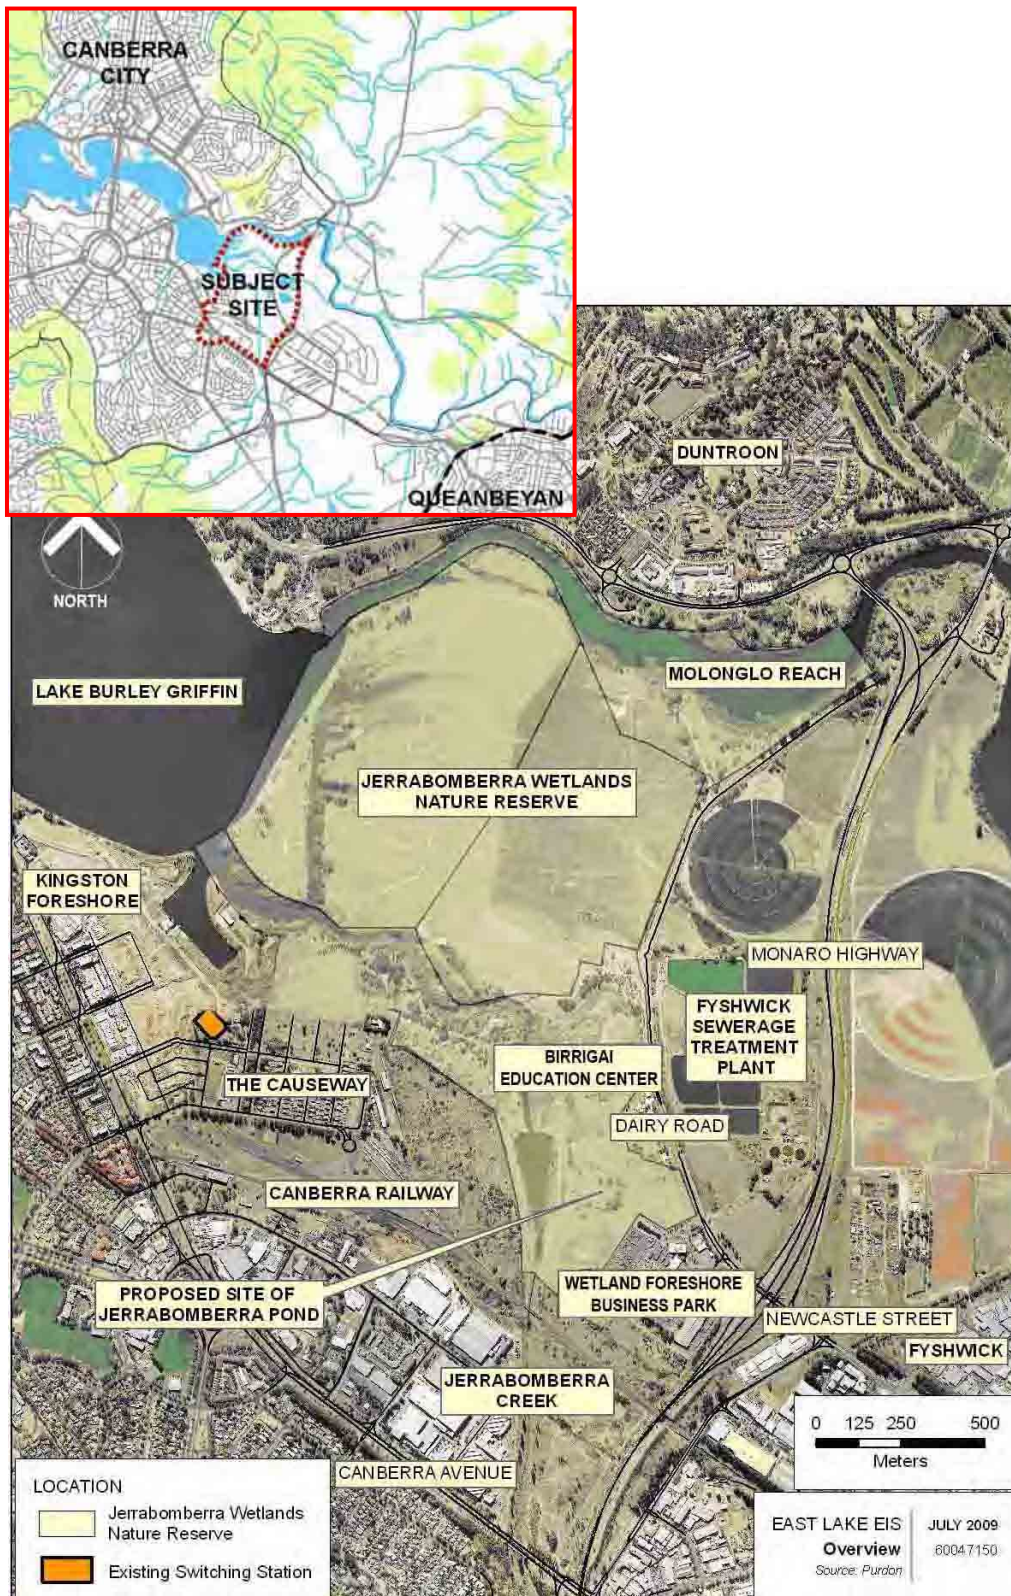 CANBERRA
CITY
SUBJECT
SITE
QUEANBEYAN
DUNTROON
NORTH
MOLONGLO REACH
LAKE BURLEY GRIFFIN
JERRABOMBERRA WETLANDS
NATURE RESERVE
KINGSTON
FORESHORE
MONARO HIGHWAY
FYSHWICK
SEWERAGE
TREATMENT
PLANT
BIRRIGAI
EDUCATION CENTER
THE CAUSEWAY
DAIRY ROAD
CANBERRA RAILWAY
PROPOSED SITE OF
JERRABOMBERRA POND
WETLAND FORESHORE
BUSINESS PARK
NEWCASTLE STREET
FYSHWICK
JERRABOMBERRA
CREEK
CANBERRA AVENUE
0 125 250 500
Meters
LOCATION
Jerrabomberra Wetlands
Nature Reserve
Existing Switching Station
EAST LAKE EIS
Overview
Source: Purdon
JULY 2009
60047150